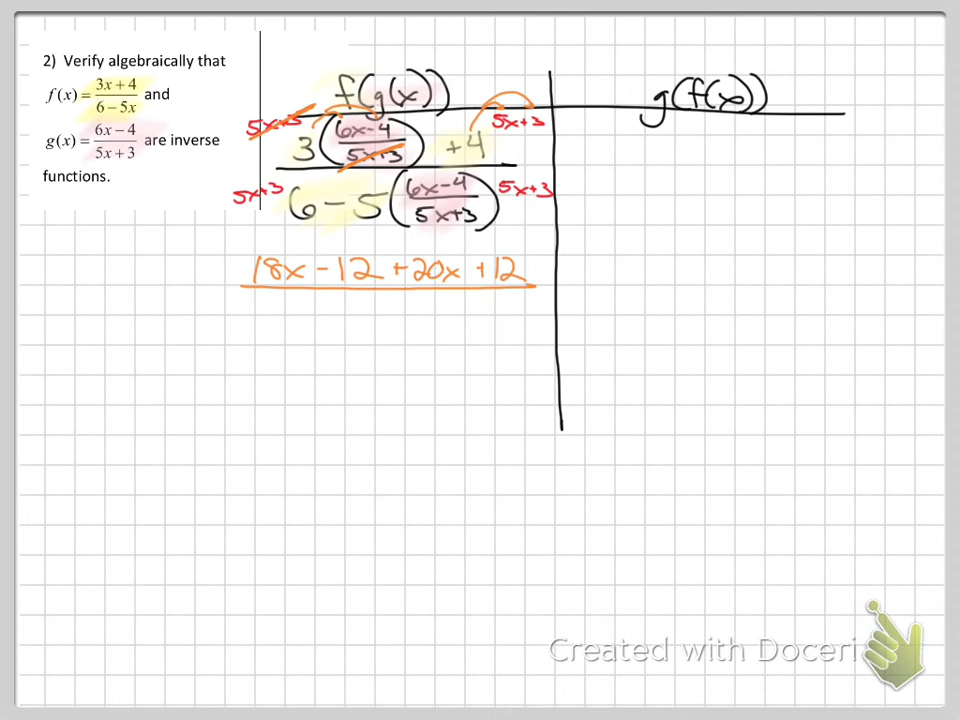 2) Verify algebraically that
f(x) = (3x + 4)/(6 − 5x) and
g(x) = (6x − 4)/(5x + 3) are inverse
functions.
f(g(x))
5x+3 3((6x-4)/(5x+3)) +4 5x+3
5x+3 6-5((6x-4)/(5x+3)) 5x+3
18x -12 +20x +12
g(f(x))
Created with Doceri